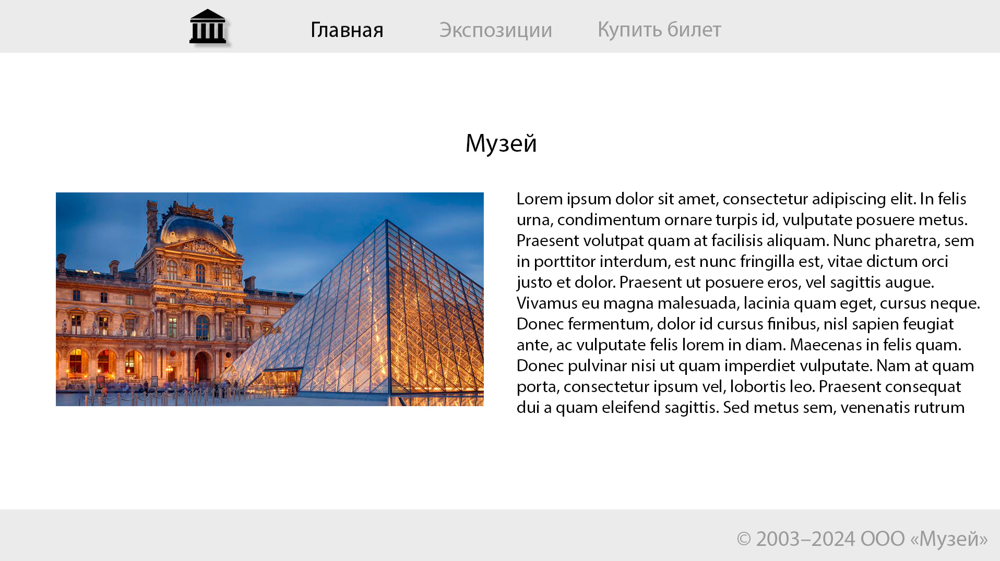 Главная Экспозиции Купить билет
Музей
Lorem ipsum dolor sit amet, consectetur adipiscing elit. In felis
urna, condimentum ornare turpis id, vulputate posuere metus.
Praesent volutpat quam at facilisis aliquam. Nunc pharetra, sem
in porttitor interdum, est nunc fringilla est, vitae dictum orci
justo et dolor. Praesent ut posuere eros, vel sagittis augue.
Vivamus eu magna malesuada, lacinia quam eget, cursus neque.
Donec fermentum, dolor id cursus finibus, nisl sapien feugiat
ante, ac vulputate felis lorem in diam. Maecenas in felis quam.
Donec pulvinar nisi ut quam imperdiet vulputate. Nam at quam
porta, consectetur ipsum vel, lobortis leo. Praesent consequat
dui a quam eleifend sagittis. Sed metus sem, venenatis rutrum
© 2003–2024 ООО «Музей»